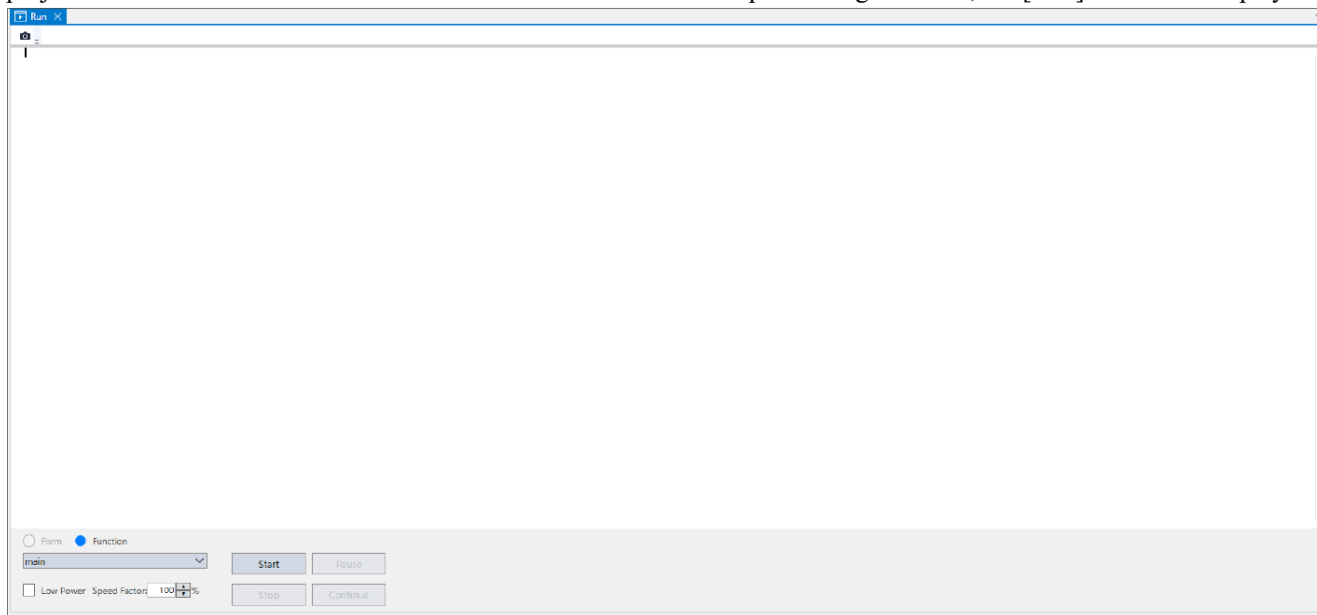 Run
Form Function
main
Start Pause
Low Power Speed Factor: 100 %
Stop Continue